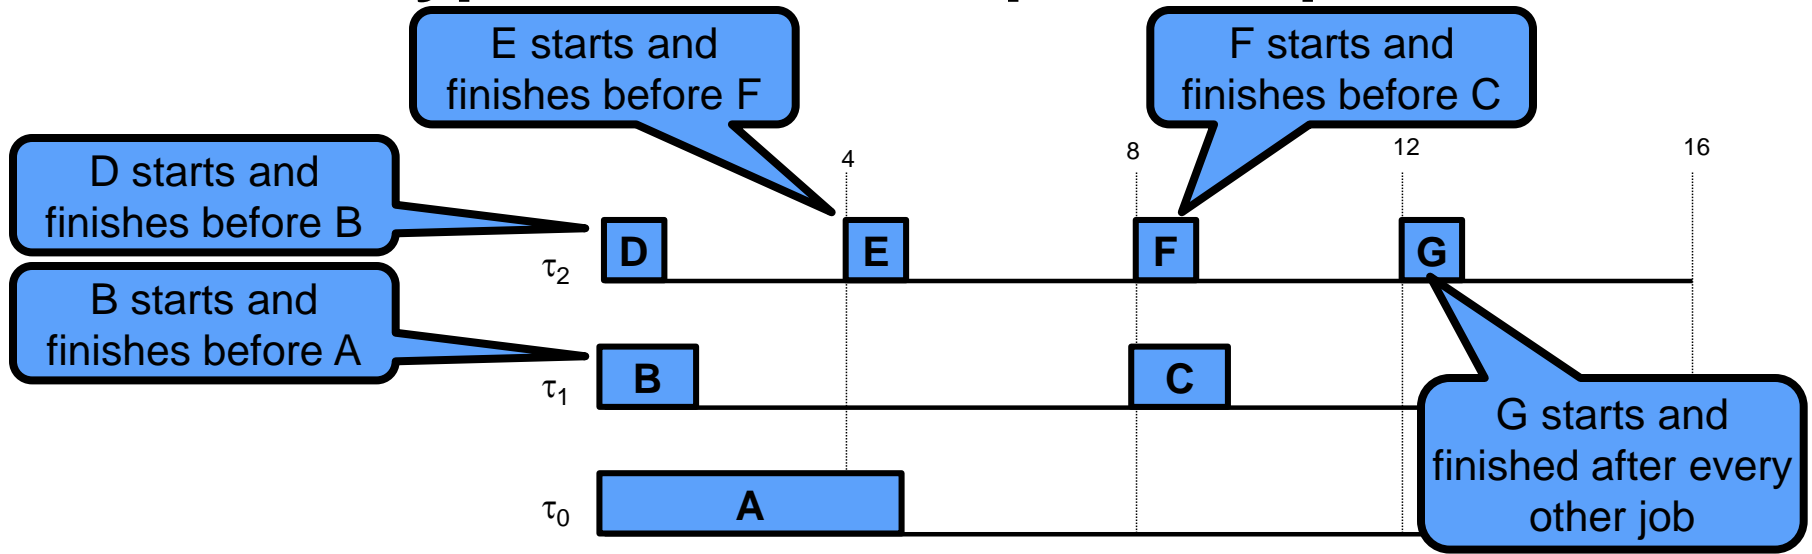 E starts and
finishes before F
F starts and
finishes before C
D starts and
finishes before B
4
8
12
16
D
E
F
G
τ2
B starts and
finishes before A
B
C
τ1
G starts and
finished after every
other job
A
τ0